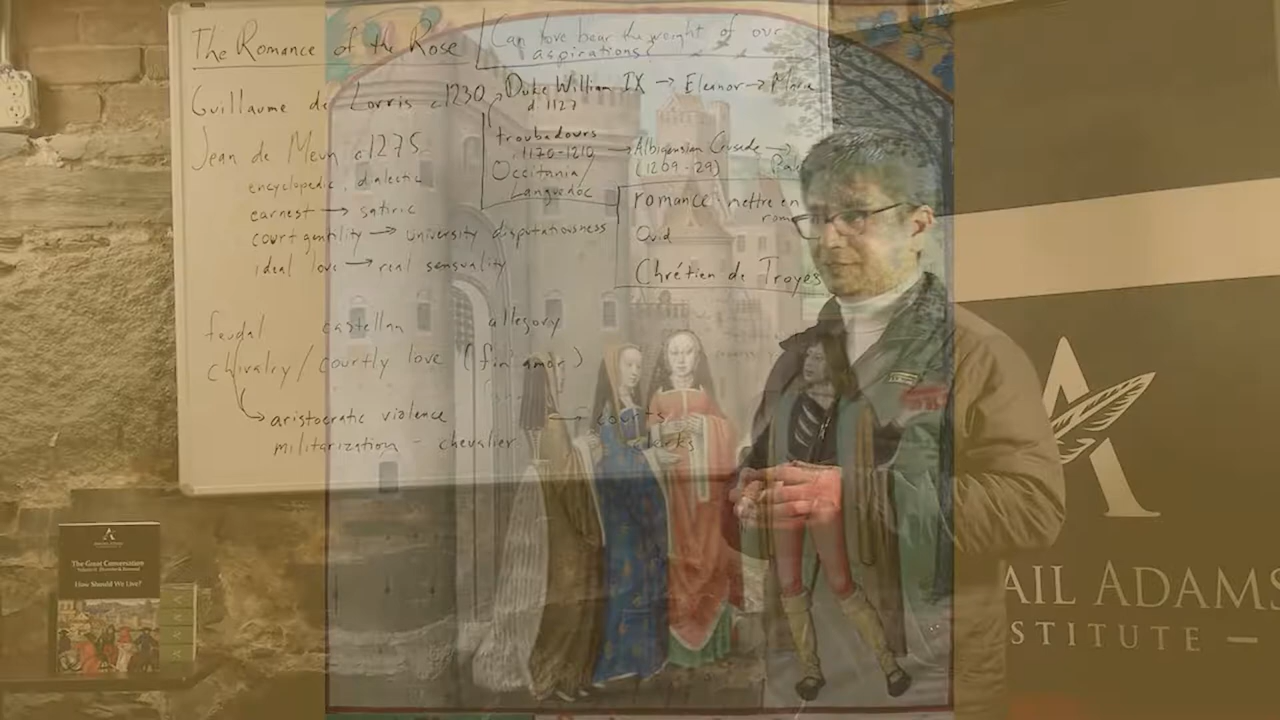 The Romance of the Rose
Can love bear the weight of our
aspirations?
Guillaume de Lorris c1230
Duke William IX → Eleanor → Marie
d 1127
Jean de Meun c1275
encyclopedic, dialectic
earnest → satiric
court gentility → university disputatiousness
ideal love → real sensuality
troubadours
1170-1210
Occitania/
Languedoc
→ Albigensian Crusade →
(1209-29)
romance - mettre en
rom
Ovid
Chrétien de Troyes
feudal castellan allegory
chivalry/courtly love (fin'amor)
→ aristocratic violence → courts
militarization - chevalier clerks
A
The Great Conversation
How Should We Live?
AIL ADAMS
STITUTE —